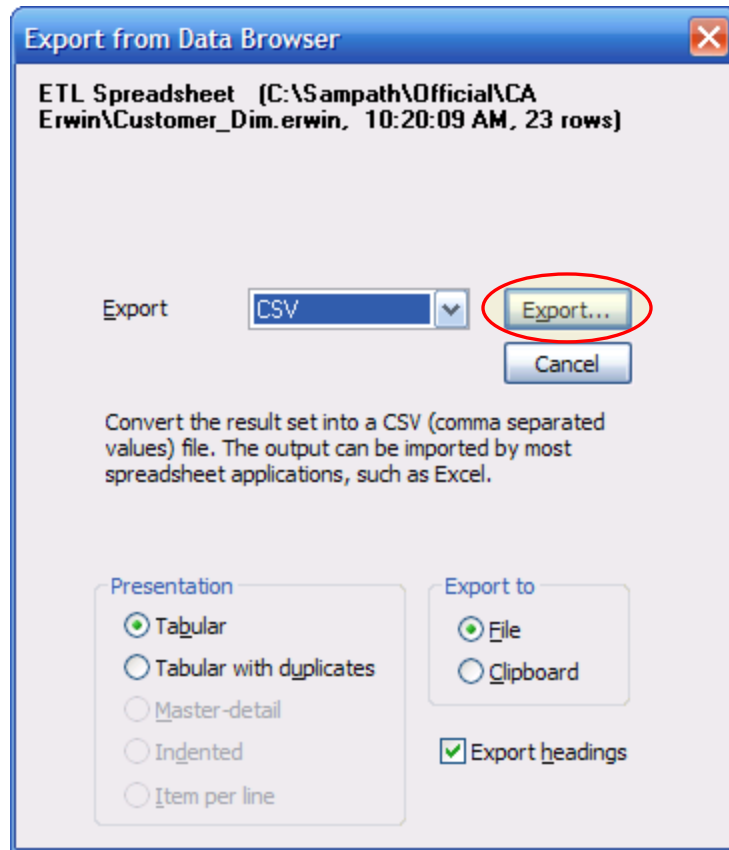 Export from Data Browser
ETL Spreadsheet (C:\Sampath\Official\CA
Erwin\Customer_Dim.erwin, 10:20:09 AM, 23 rows)
Export
CSV
Export...
Cancel
Convert the result set into a CSV (comma separated
values) file. The output can be imported by most
spreadsheet applications, such as Excel.
Presentation
Tabular
Tabular with duplicates
Master-detail
Indented
Item per line
Export to
File
Clipboard
Export headings